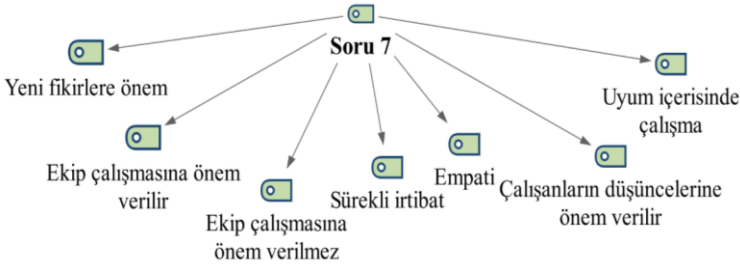 Soru 7
Yeni fikirlere önem
Ekip çalışmasına önem
verilir
Ekip çalışmasına
önem verilmez
Sürekli irtibat
Empati
Çalışanların düşüncelerine
önem verilir
Uyum içerisinde
çalışma